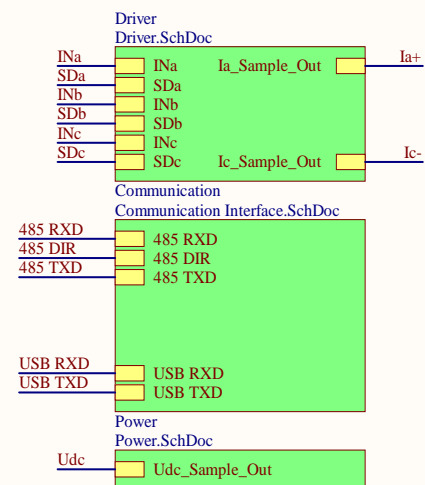 Driver
Driver.SchDoc
INa INa Ia_Sample_Out Ia+
SDa SDa
INb INb
SDb SDb
INc INc
SDc SDc Ic_Sample_Out Ic-
Communication
Communication Interface.SchDoc
485 RXD 485 RXD
485 DIR 485 DIR
485 TXD 485 TXD
USB RXD USB RXD
USB TXD USB TXD
Power
Power.SchDoc
Udc Udc_Sample_Out